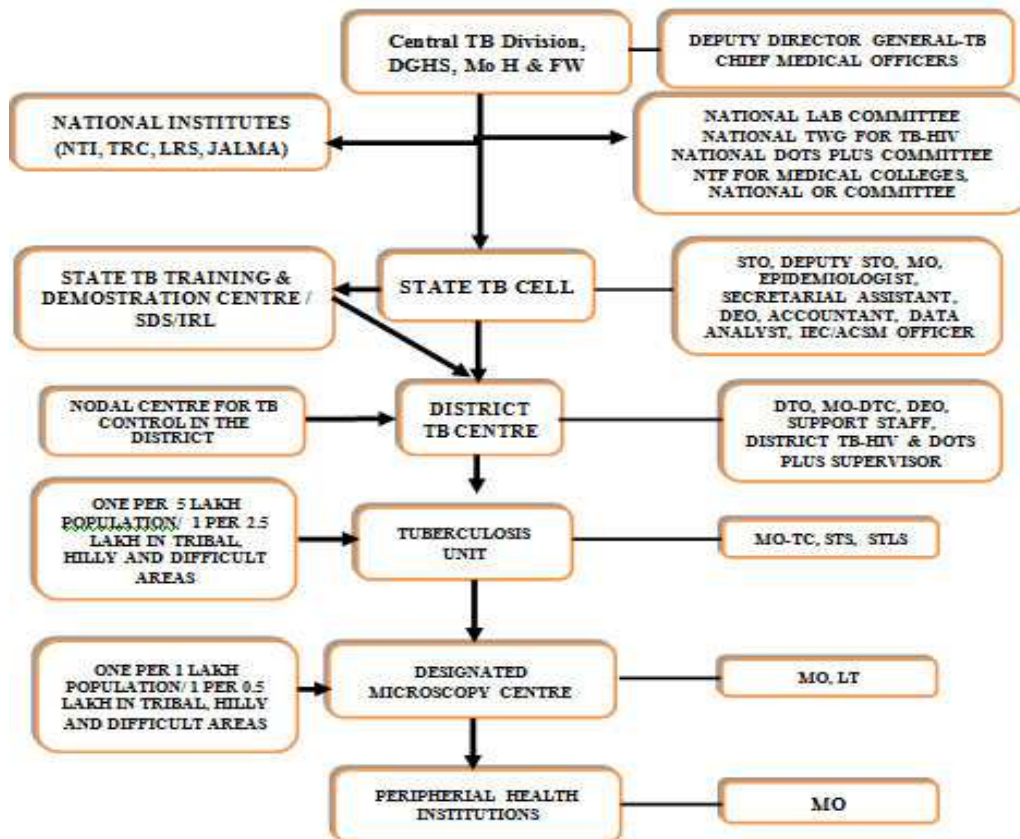 Central TB Division,
DGHS, Mo H & FW
DEPUTY DIRECTOR GENERAL-TB
CHIEF MEDICAL OFFICERS
NATIONAL INSTITUTES
(NTI, TRC, LRS, JALMA)
NATIONAL LAB COMMITTEE
NATIONAL TWG FOR TB-HIV
NATIONAL DOTS PLUS COMMITTEE
NTF FOR MEDICAL COLLEGES,
NATIONAL OR COMMITTEE
STATE TB TRAINING &
DEMOSTRATION CENTRE /
SDS/IRL
STATE TB CELL
STO, DEPUTY STO, MO,
EPIDEMIOLOGIST,
SECRETARIAL ASSISTANT,
DEO, ACCOUNTANT, DATA
ANALYST, IEC/ACSM OFFICER
NODAL CENTRE FOR TB
CONTROL IN THE
DISTRICT
DISTRICT
TB CENTRE
DTO, MO-DTC, DEO,
SUPPORT STAFF,
DISTRICT TB-HIV & DOTS
PLUS SUPERVISOR
ONE PER 5 LAKH
POPULATION/ 1 PER 2.5
LAKH IN TRIBAL,
HILLY AND DIFFICULT
AREAS
TUBERCULOSIS
UNIT
MO-TC, STS, STLS
ONE PER 1 LAKH
POPULATION/ 1 PER 0.5
LAKH IN TRIBAL, HILLY
AND DIFFICULT AREAS
DESIGNATED
MICROSCOPY CENTRE
MO, LT
PERIPHERIAL HEALTH
INSTITUTIONS
MO